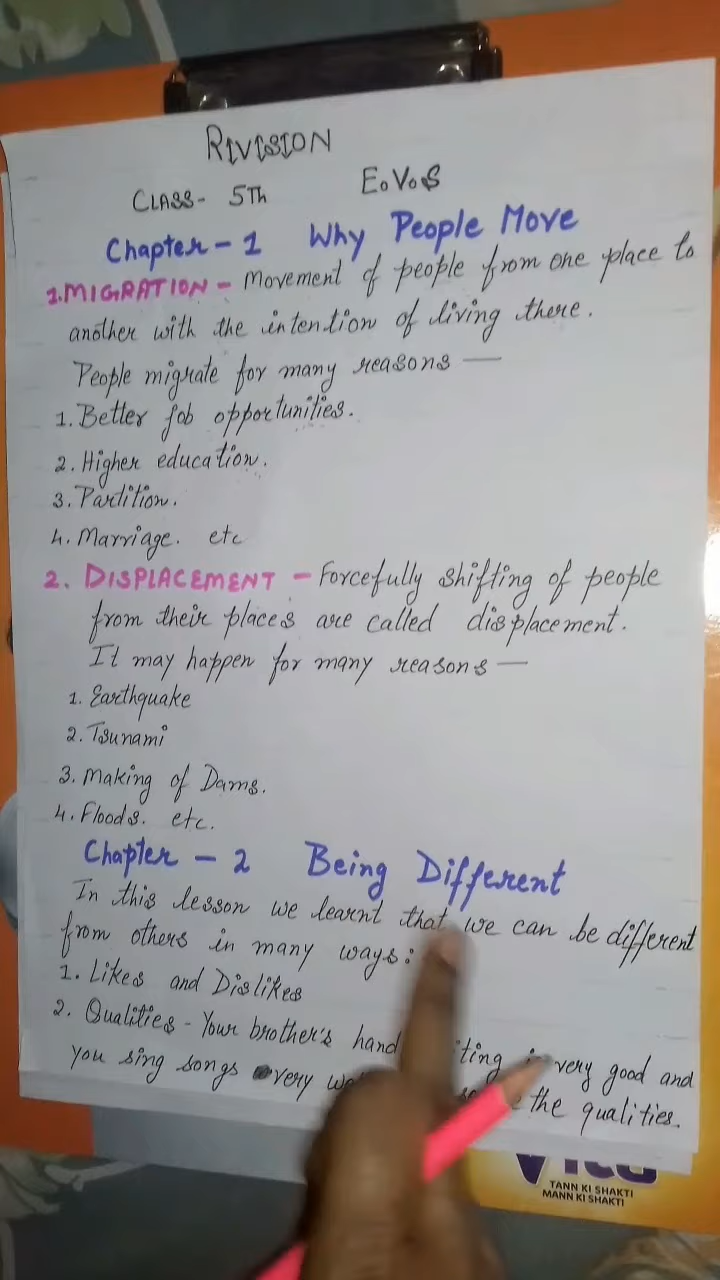 RIVISION
CLASS- 5TH E.V.S
Chapter - 1 Why People Move
1. MIGRATION - Movement of people from one place to
another with the intention of living there.
People migrate for many reasons —
1. Better job opportunities.
2. Higher education.
3. Partition.
4. Marriage. etc
2. DISPLACEMENT - Forcefully shifting of people
from their places are called displacement.
It may happen for many reasons —
1. Earthquake
2. Tsunami
3. Making of Dams.
4. Floods. etc.
Chapter - 2 Being Different
In this lesson we learnt that we can be different
from others in many ways:
1. Likes and Dislikes
2. Qualities - Your brother's hand very good and
you sing songs very the qualities.
TANN KI SHAKTI
MANN KI SHAKTI